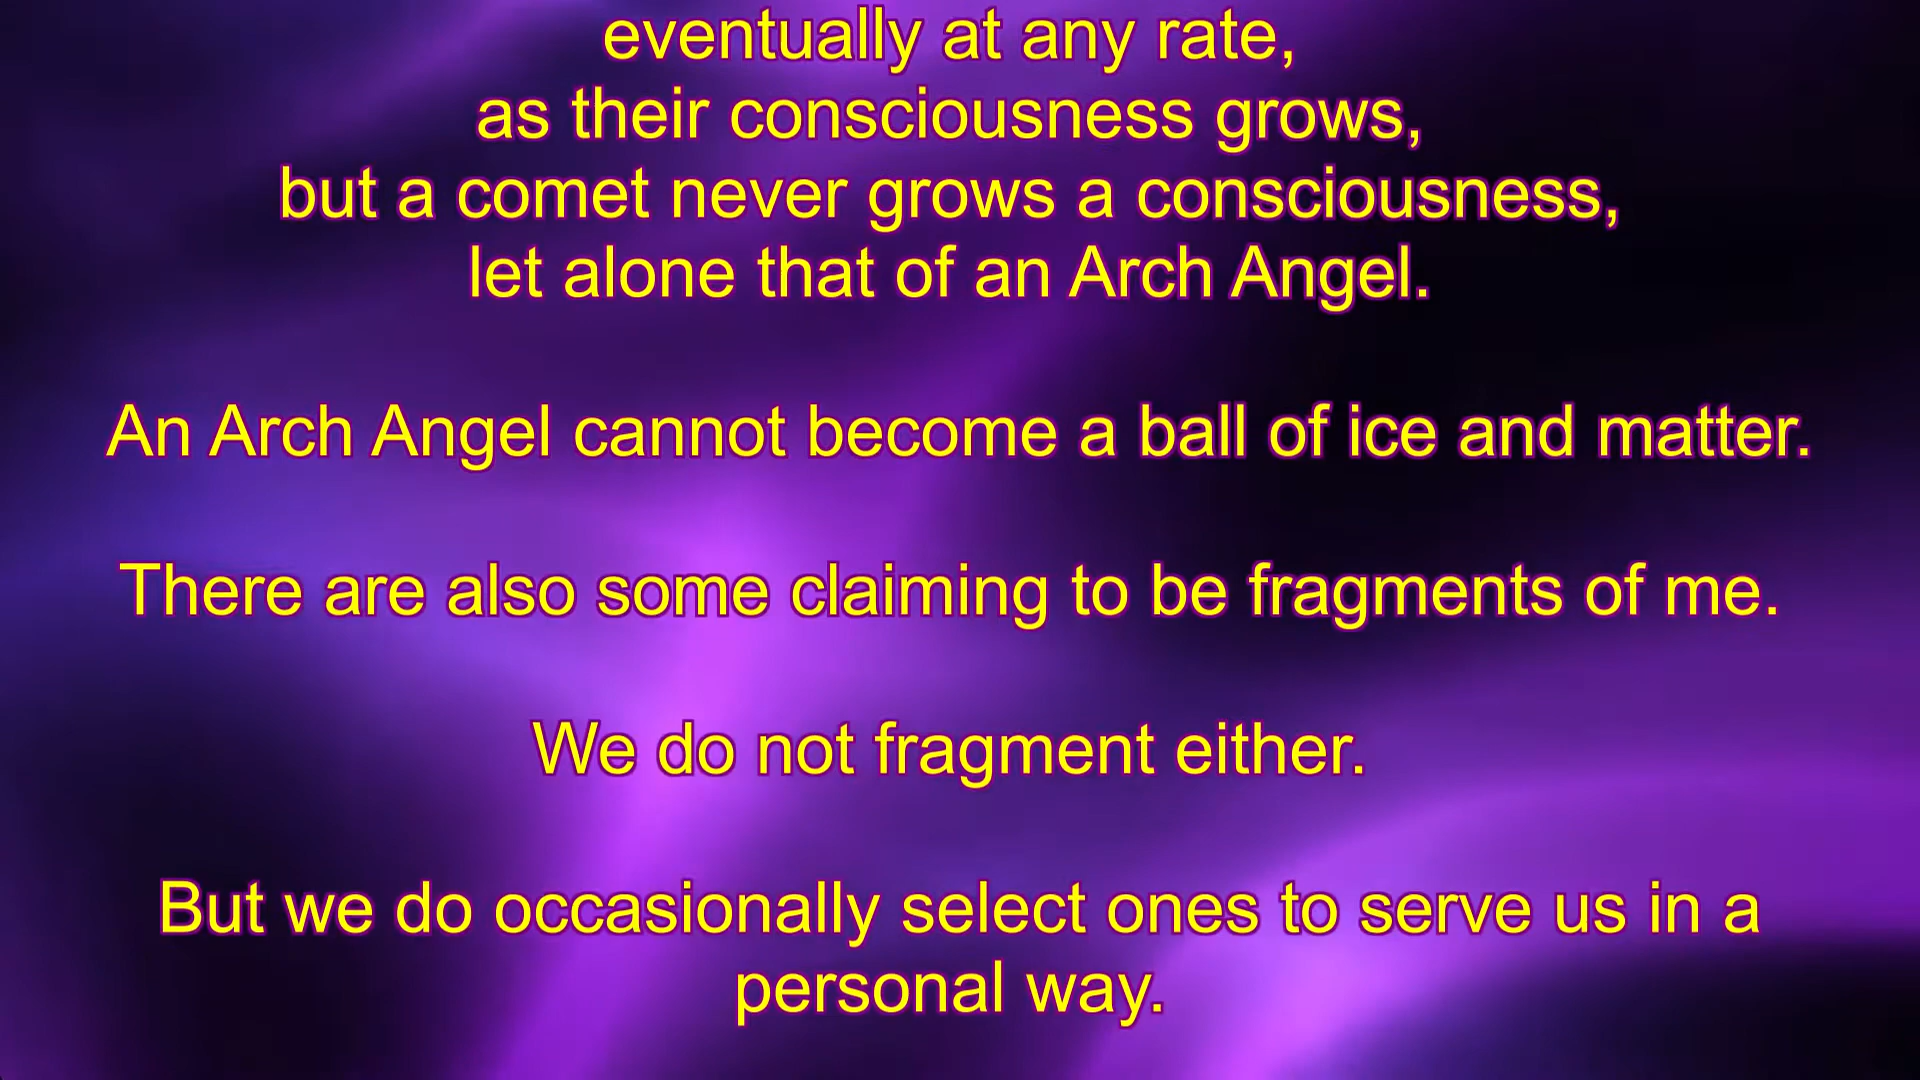 eventually at any rate,
as their consciousness grows,
but a comet never grows a consciousness,
let alone that of an Arch Angel.
An Arch Angel cannot become a ball of ice and matter.
There are also some claiming to be fragments of me.
We do not fragment either.
But we do occasionally select ones to serve us in a
personal way.